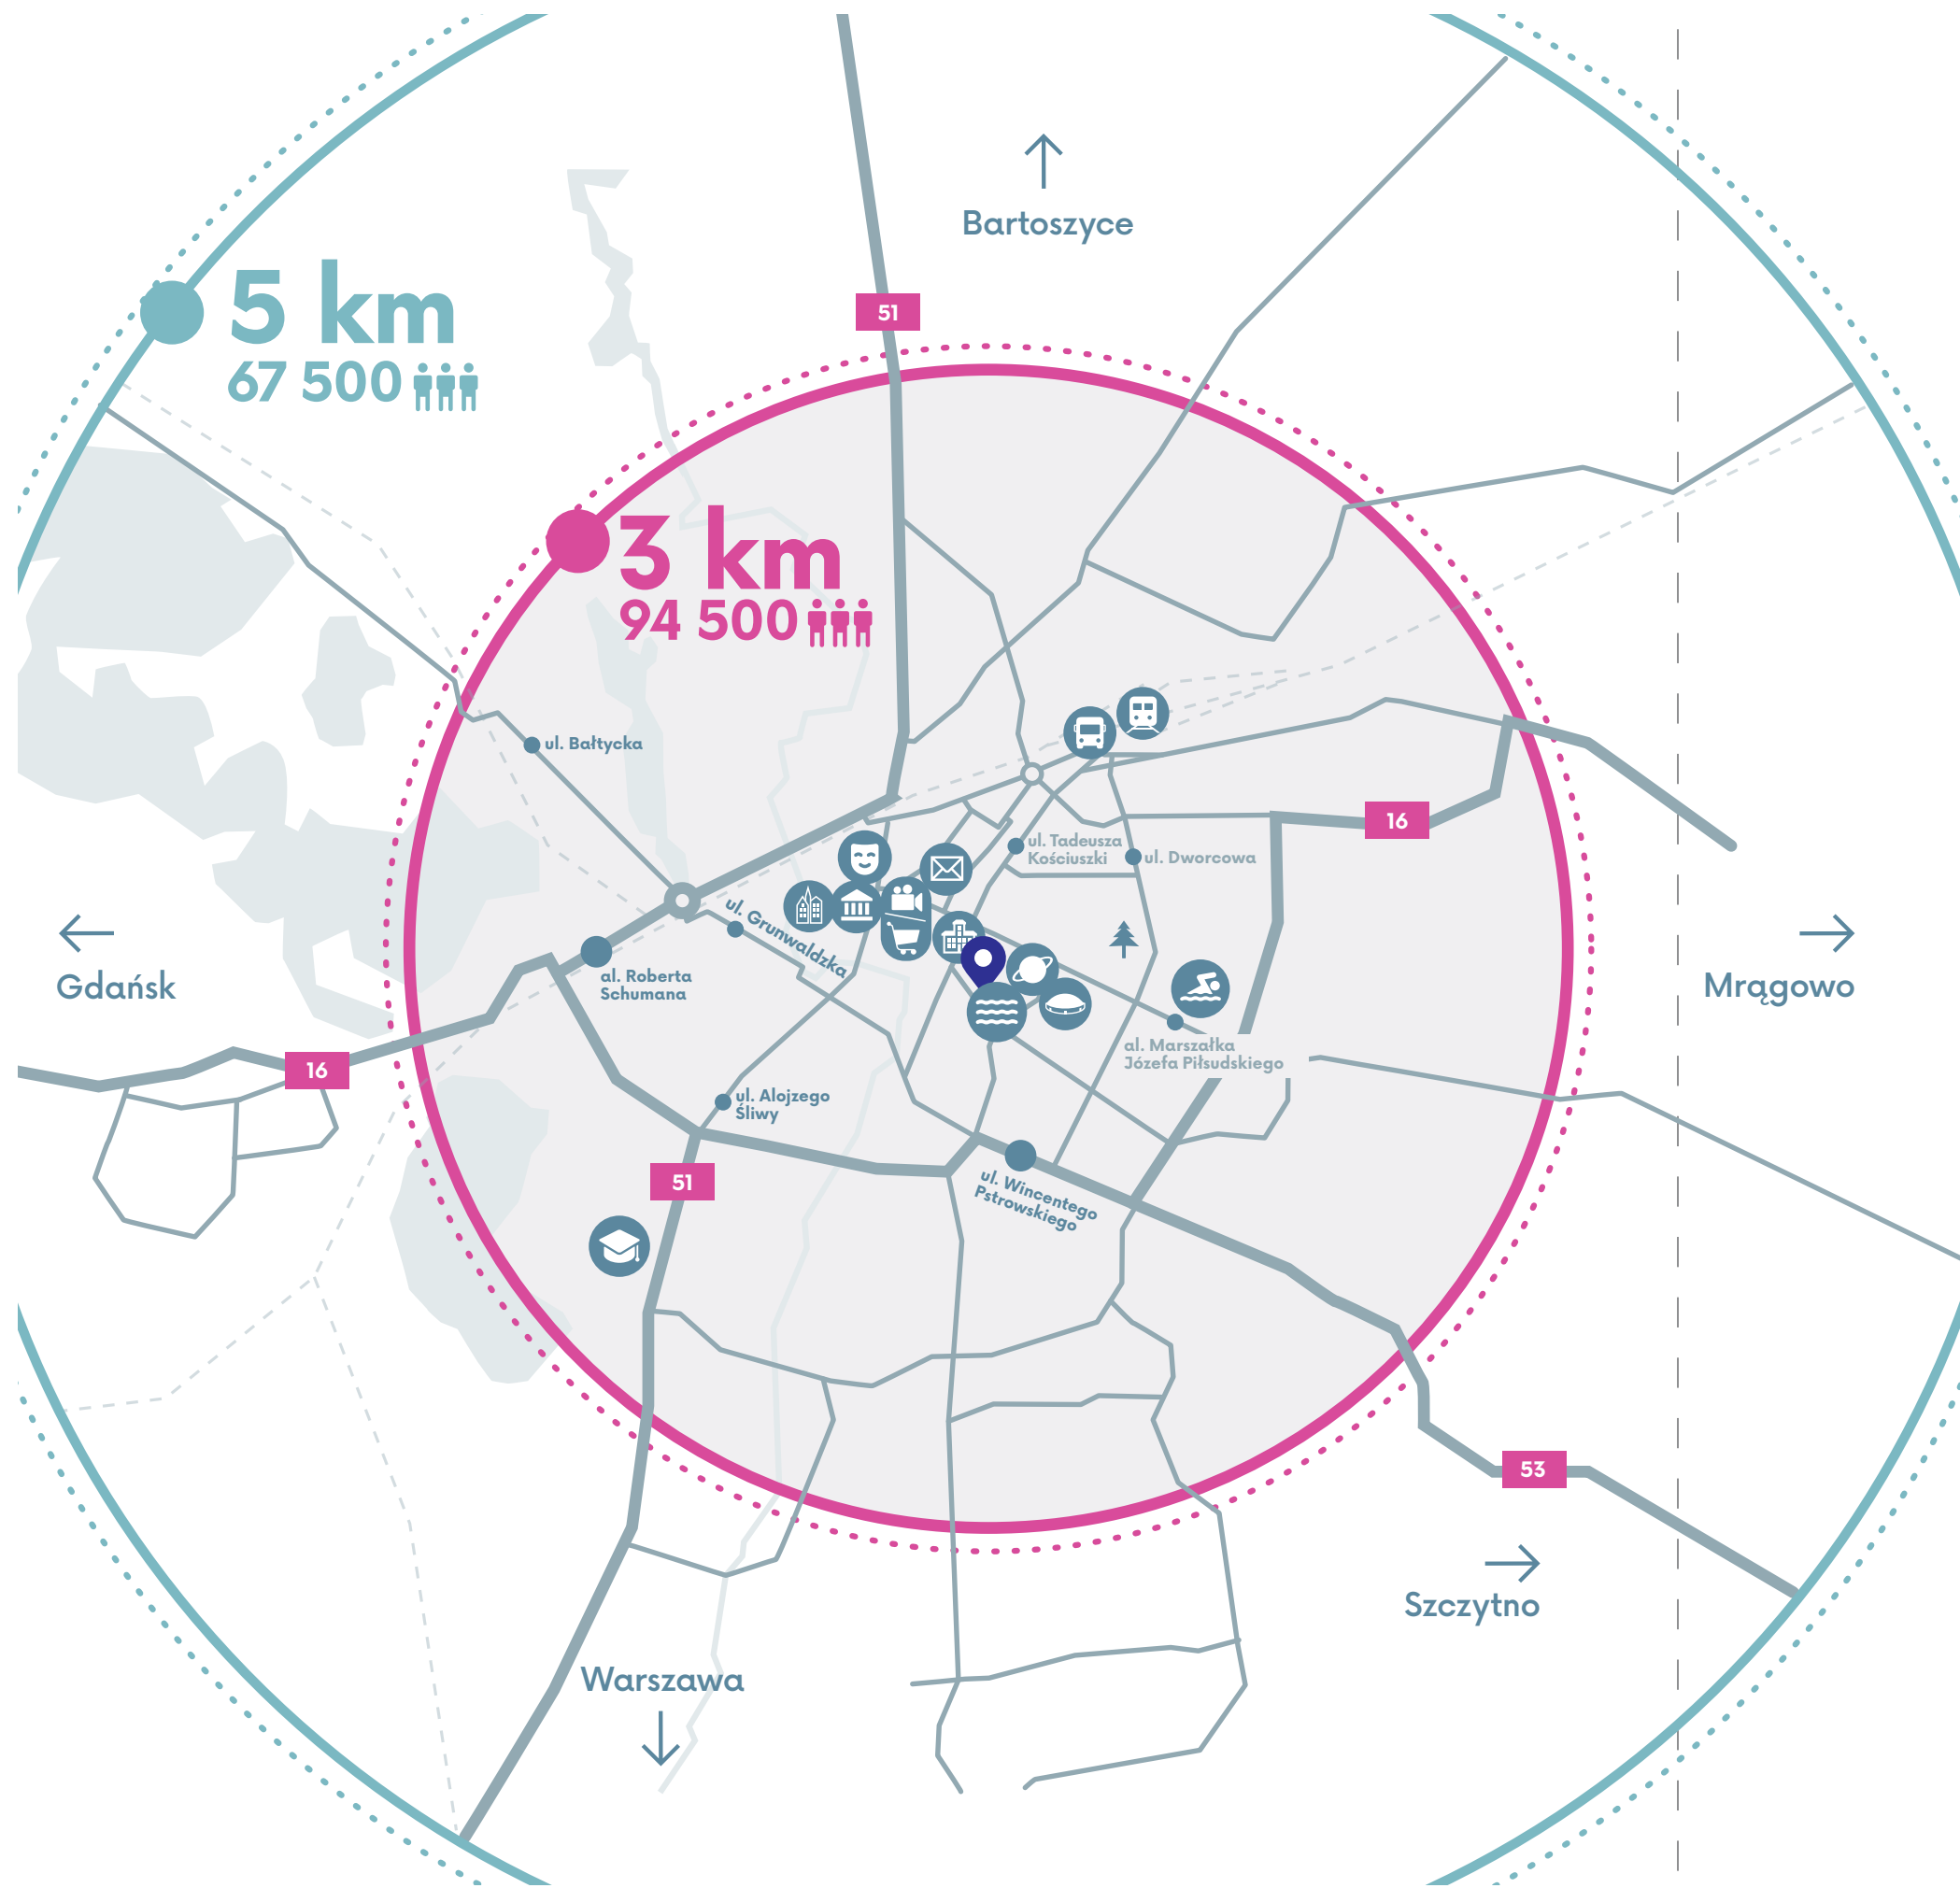 Bartoszyce
51
5 km
67 500
3 km
94 500
ul. Bałtycka
16
ul. Tadeusza
Kościuszki
ul. Dworcowa
ul. Grunwaldzka
Gdańsk
al. Roberta
Schumana
Mrągowo
al. Marszałka
Józefa Piłsudskiego
16
ul. Alojzego
Śliwy
51
ul. Wincentego
Pstrowskiego
53
Szczytno
Warszawa